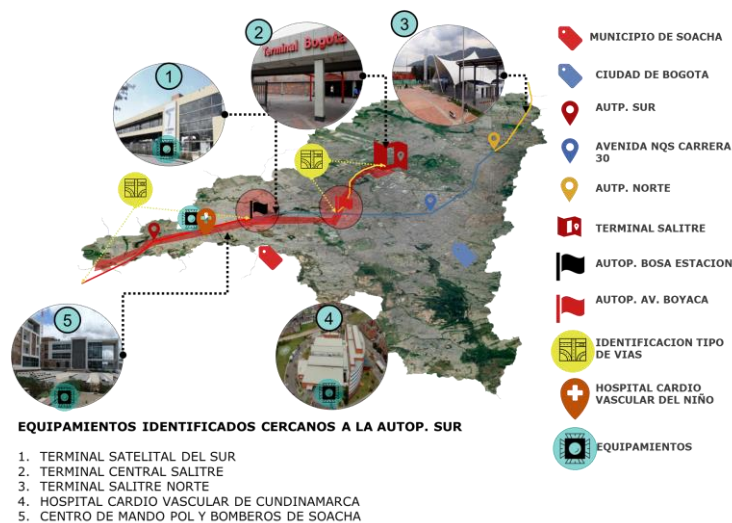 1
2
3
4
5
Terminal Bogotá
MUNICIPIO DE SOACHA
CIUDAD DE BOGOTA
AUTP. SUR
AVENIDA NQS CARRERA
30
AUTP. NORTE
TERMINAL SALITRE
AUTOP. BOSA ESTACION
AUTOP. AV. BOYACA
IDENTIFICACION TIPO
DE VIAS
HOSPITAL CARDIO
VASCULAR DEL NIÑO
EQUIPAMIENTOS
EQUIPAMIENTOS IDENTIFICADOS CERCANOS A LA AUTOP. SUR
1. TERMINAL SATELITAL DEL SUR
2. TERMINAL CENTRAL SALITRE
3. TERMINAL SALITRE NORTE
4. HOSPITAL CARDIO VASCULAR DE CUNDINAMARCA
5. CENTRO DE MANDO POL Y BOMBEROS DE SOACHA